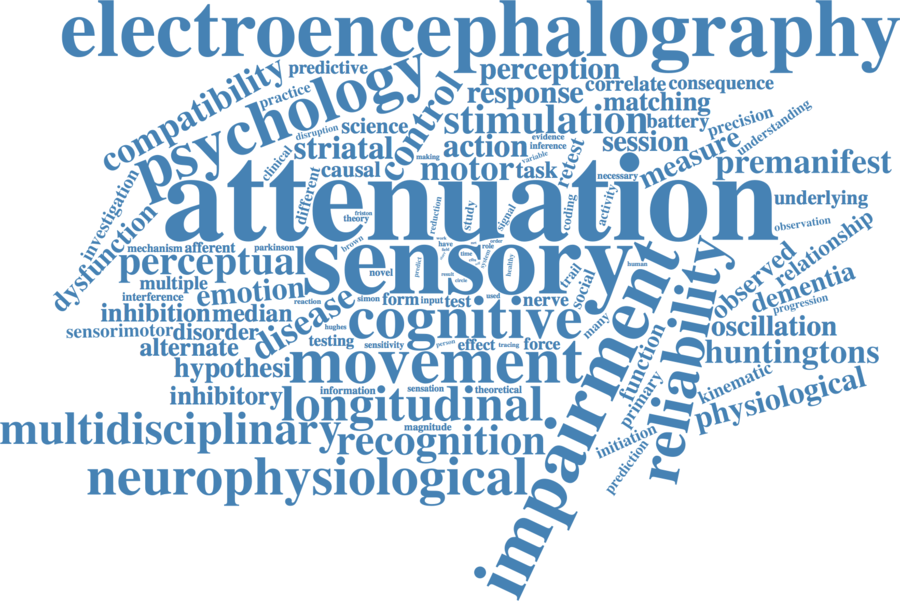 electroencephalography
compatibility
predictive
practice
psychology
control
perception
response
correlate
consequence
matching
stimulation
battery
precision
understanding
disruption
science
striatal
clinical
causal
making
action
evidence
inference
variable
motor
task
retest
session
necessary
measure
premanifest
attenuation
investigation
dysfunction
different
friston
theory
reduction
study
signal
coding
activity
underlying
observation
mechanism
afferent
parkinson
brown
perceptual
sensory
have
work
time
role
healthy
predict
result
circle
human
multiple
interference
emotion
novel
trail
social
many
observed
relationship
dementia
progression
inhibition
median
reaction
simon
form
input
test
used
nerve
sensorimotor
disorder
disease
hughes
cognitive
impairment
reliability
oscillation
alternate
testing
sensitivity
person
effect
tracing
force
huntingtons
hypothesi
movement
function
primary
kinematic
physiological
inhibitory
information
sensation
theoretical
longitudinal
multidisciplinary
magnitude
recognition
initiation
prediction
neurophysiological